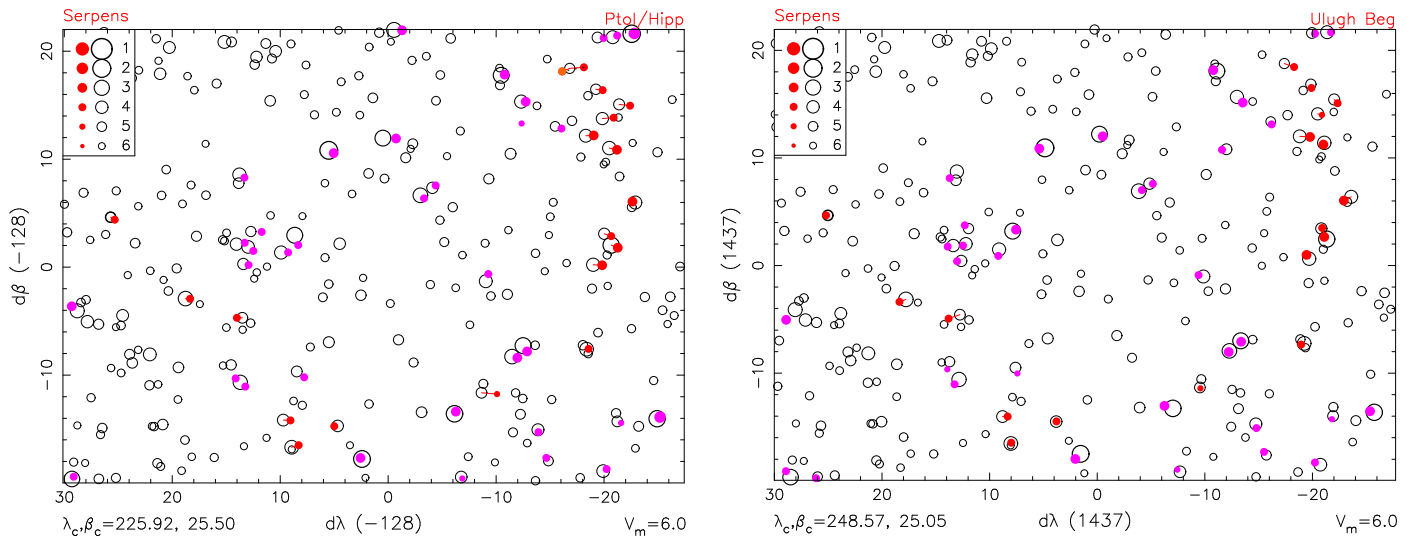 Serpens Ptol/Hipp
1
2
3
4
5
6
20
10
0
-10
dβ (-128)
30 20 10 0 -10 -20
λc,βc=225.92, 25.50 dλ (-128) Vm=6.0
Serpens Ulugh Beg
1
2
3
4
5
6
20
10
0
-10
dβ (1437)
30 20 10 0 -10 -20
λc,βc=248.57, 25.05 dλ (1437) Vm=6.0